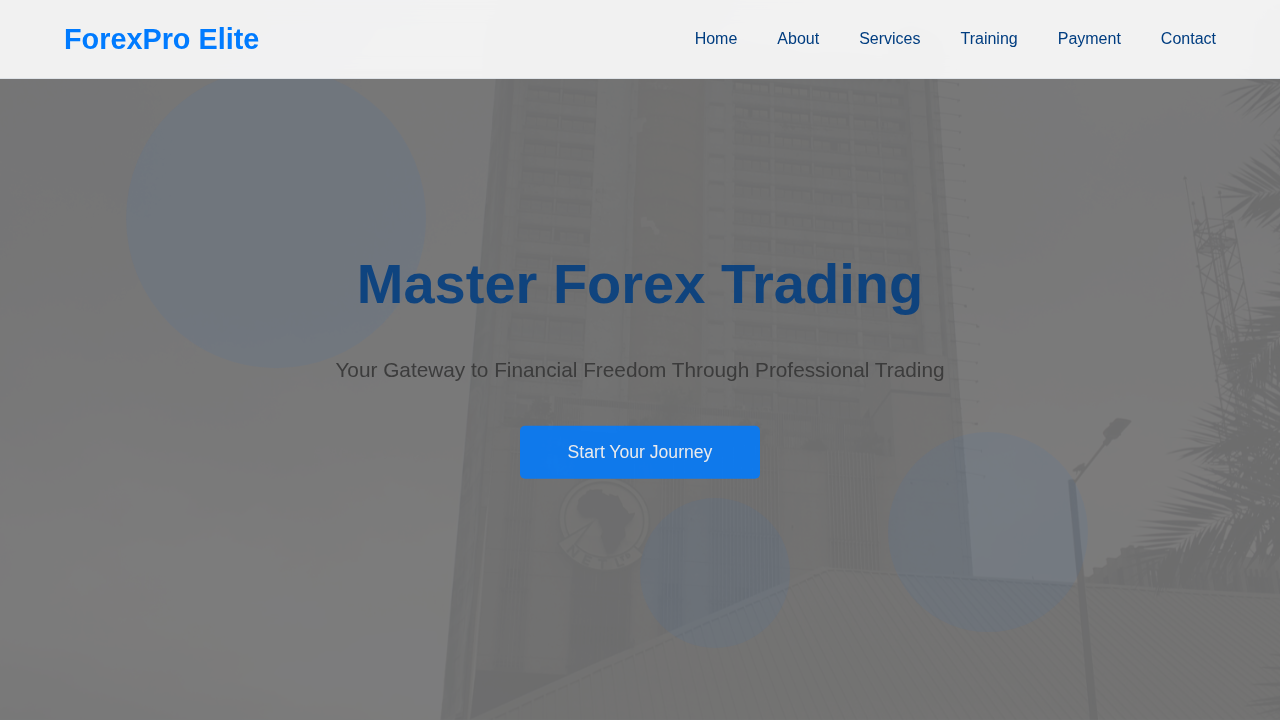 ForexPro Elite
Home About Services Training Payment Contact
Master Forex Trading
Your Gateway to Financial Freedom Through Professional Trading
Start Your Journey